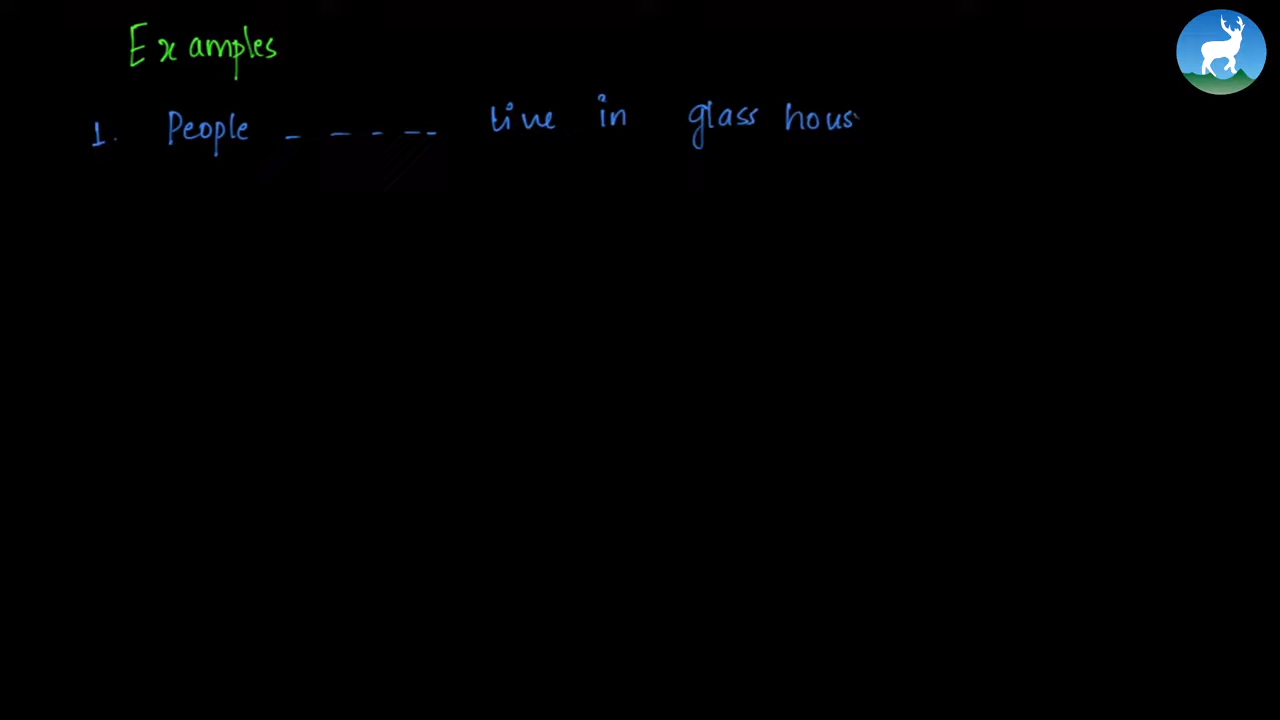 Examples
1. People _ _ _ _ _ live in glass hous